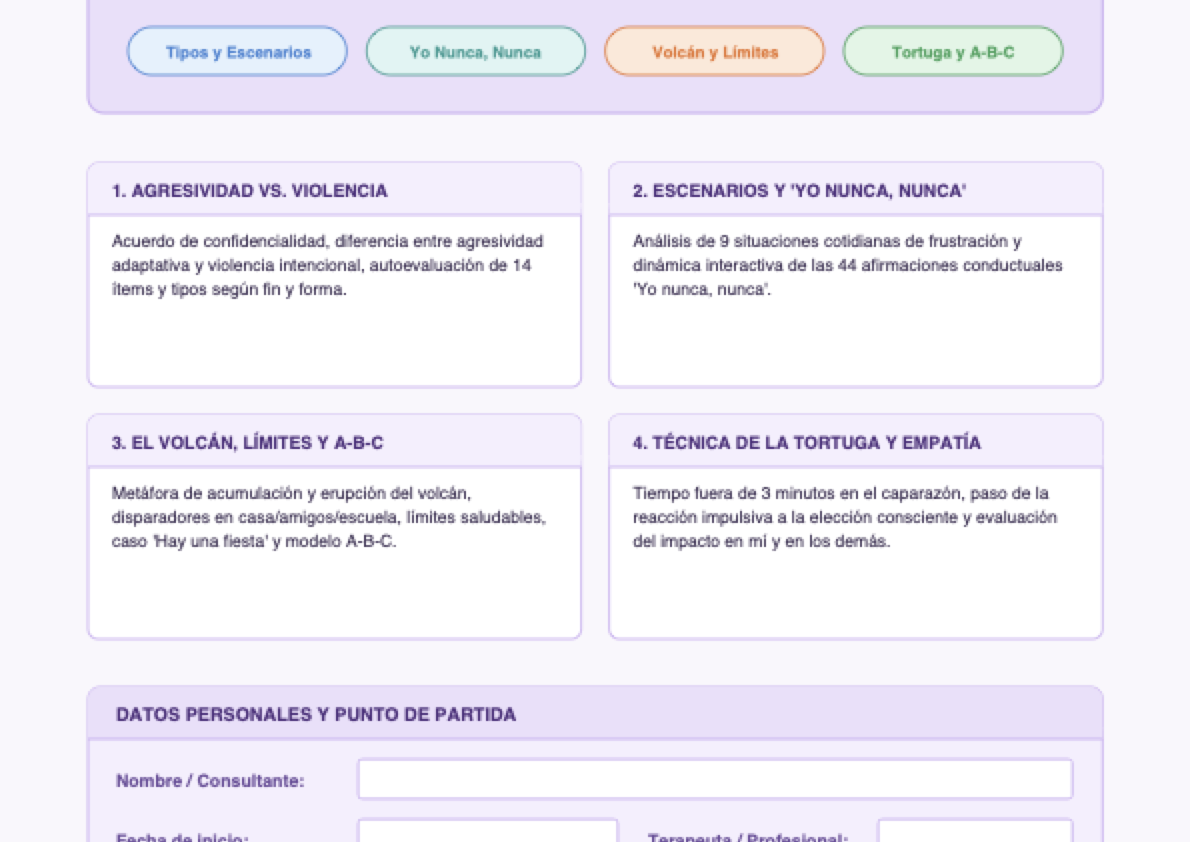 Tipos y Escenarios
Yo Nunca, Nunca
Volcán y Límites
Tortuga y A-B-C
1. AGRESIVIDAD VS. VIOLENCIA
Acuerdo de confidencialidad, diferencia entre agresividad
adaptativa y violencia intencional, autoevaluación de 14
ítems y tipos según fin y forma.
2. ESCENARIOS Y 'YO NUNCA, NUNCA'
Análisis de 9 situaciones cotidianas de frustración y
dinámica interactiva de las 44 afirmaciones conductuales
'Yo nunca, nunca'.
3. EL VOLCÁN, LÍMITES Y A-B-C
Metáfora de acumulación y erupción del volcán,
disparadores en casa/amigos/escuela, límites saludables,
caso 'Hay una fiesta' y modelo A-B-C.
4. TÉCNICA DE LA TORTUGA Y EMPATÍA
Tiempo fuera de 3 minutos en el caparazón, paso de la
reacción impulsiva a la elección consciente y evaluación
del impacto en mí y en los demás.
DATOS PERSONALES Y PUNTO DE PARTIDA
Nombre / Consultante:
Fecha de inicio:
Terapeuta / Profesional: